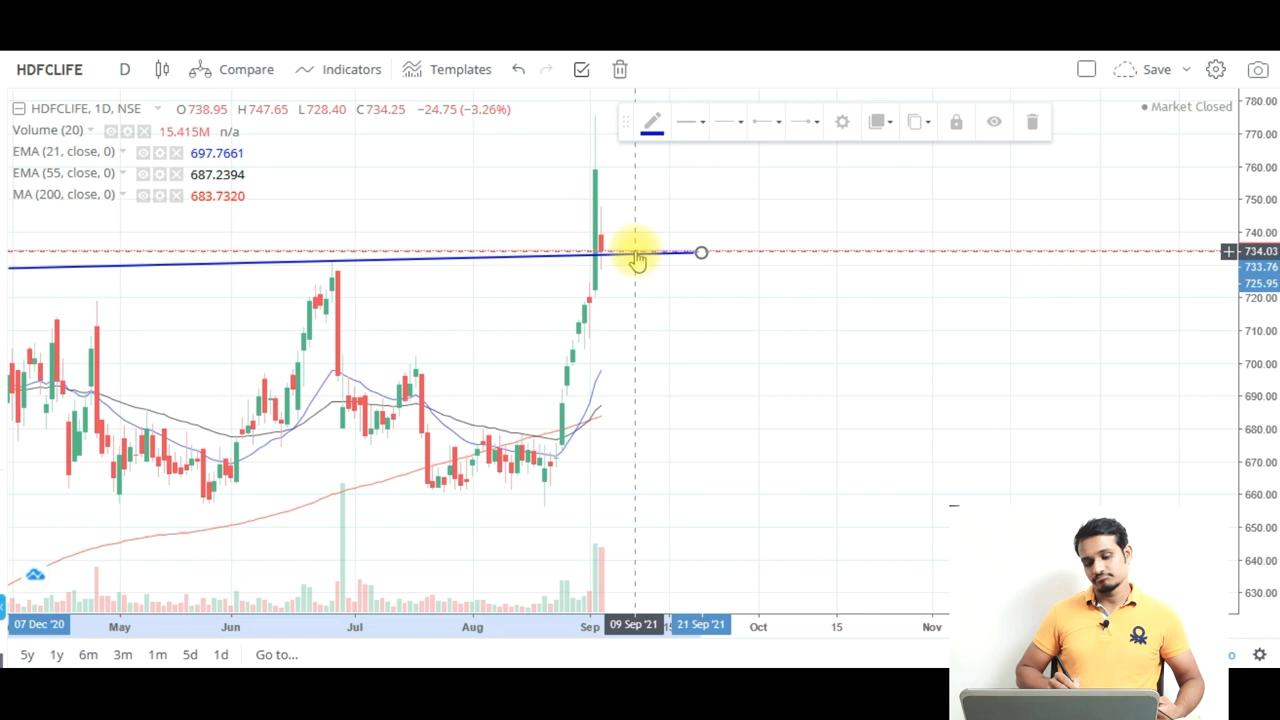 HDFCLIFE D Compare Indicators Templates Save
HDFCLIFE, 1D, NSE O738.95 H747.65 L728.40 C734.25 −24.75 (−3.26%)
Market Closed
Volume (20) 15.415M n/a
EMA (21, close, 0) 697.7661
EMA (55, close, 0) 687.2394
MA (200, close, 0) 683.7320
780.00
770.00
760.00
750.00
740.00
734.03
733.76
725.95
720.00
710.00
700.00
690.00
680.00
670.00
660.00
650.00
640.00
630.00
07 Dec '20 May Jun Jul Aug Sep 09 Sep '21 21 Sep '21 Oct 15 Nov
5y 1y 6m 3m 1m 5d 1d Go to...